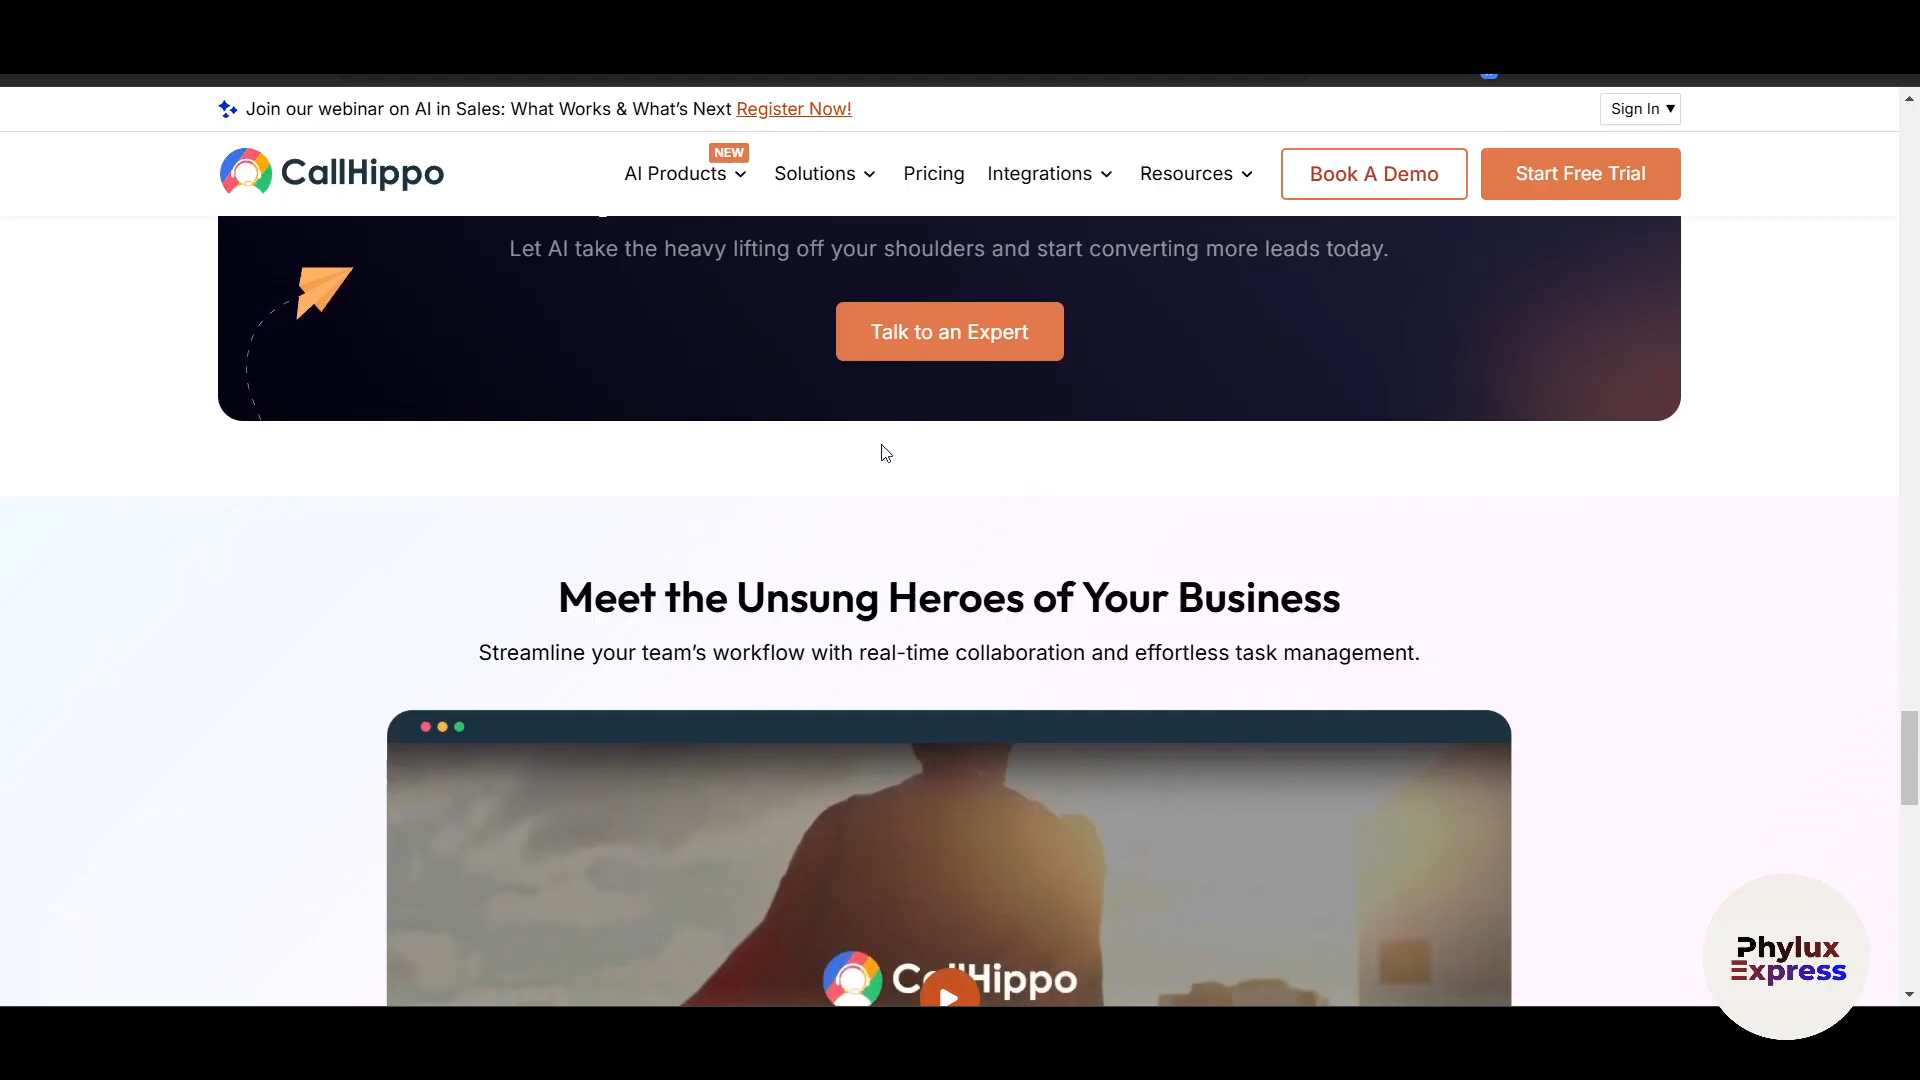 Join our webinar on AI in Sales: What Works & What’s Next Register Now!
Sign In ▼
CallHippo
AI Products
NEW
Solutions
Pricing
Integrations
Resources
Book A Demo
Start Free Trial
Let AI take the heavy lifting off your shoulders and start converting more leads today.
Talk to an Expert
Meet the Unsung Heroes of Your Business
Streamline your team’s workflow with real-time collaboration and effortless task management.
CallHippo
Phylux
Express